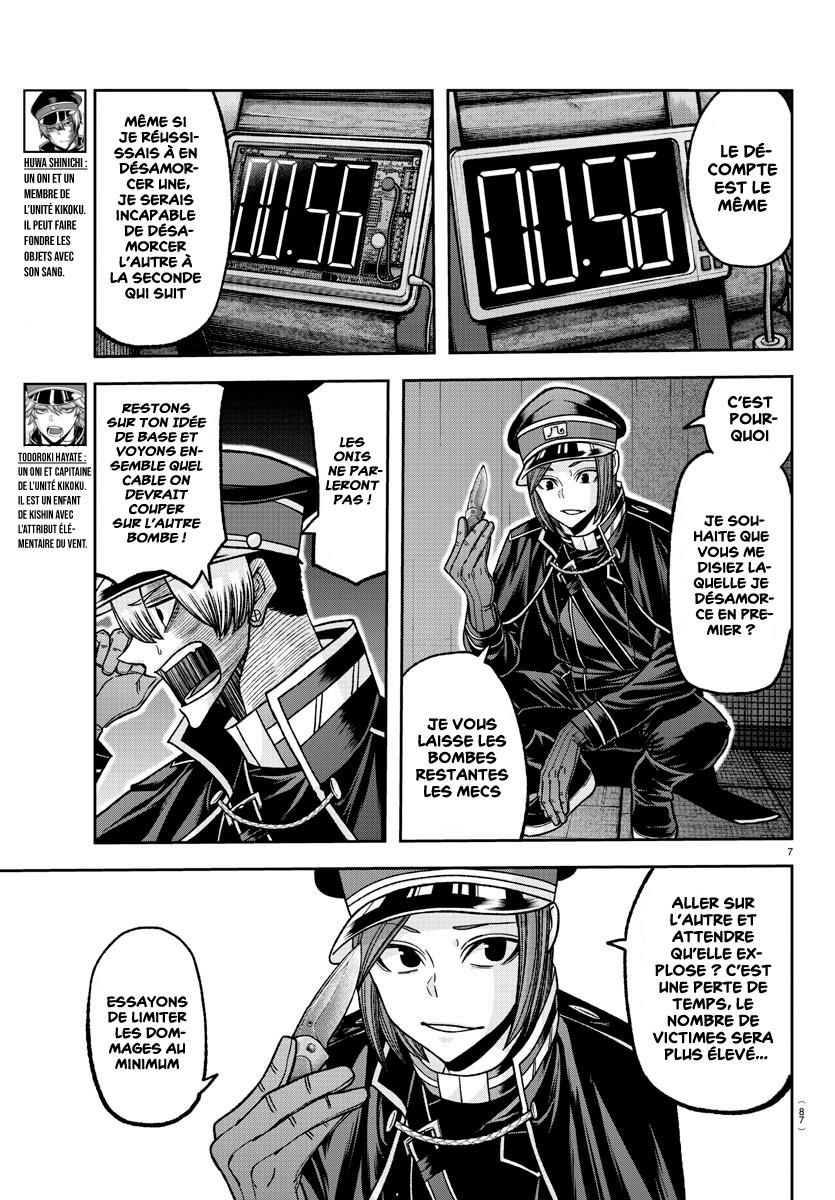 LE DÉ-
COMPTE
EST LE
MÊME
00:56
MÊME SI
JE RÉUSSI-
SSAIS À EN
DÉSAMOR-
CER UNE,
JE SERAIS
INCAPABLE
DE DÉSA-
MORCER
L'AUTRE À
LA SECONDE
QUI SUIT
00:56
HUWA SHINICHI :
UN ONI ET UN
MEMBRE DE
L'UNITÉ KIKOKU.
IL PEUT FAIRE
FONDRE LES
OBJETS AVEC
SON SANG.
C'EST
POUR-
QUOI
JE SOU-
HAITE QUE
VOUS ME
DISIEZ LA-
QUELLE JE
DÉSAMOR-
CE EN PRE-
MIER ?
JE VOUS
LAISSE LES
BOMBES
RESTANTES
LES MECS
LES
ONIS
NE PAR-
LERONT
PAS !
RESTONS
SUR TON IDÉE
DE BASE ET
VOYONS EN-
SEMBLE QUEL
CABLE ON
DEVRAIT
COUPER
SUR L'AUTRE
BOMBE !
TODOROKI HAYATE :
UN ONI ET CAPITAINE
DE L'UNITÉ KIKOKU.
IL EST UN ENFANT
DE KISHIN AVEC
L'ATTRIBUT ÉLÉ-
MENTAIRE DU VENT.
7
ALLER SUR
L'AUTRE ET
ATTENDRE
QU'ELLE EX-
PLOSE ? C'EST
UNE PERTE DE
TEMPS, LE
NOMBRE DE
VICTIMES SERA
PLUS ÉLEVÉ...
ESSAYONS
DE LIMITER
LES DOM-
MAGES AU
MINIMUM
(87)